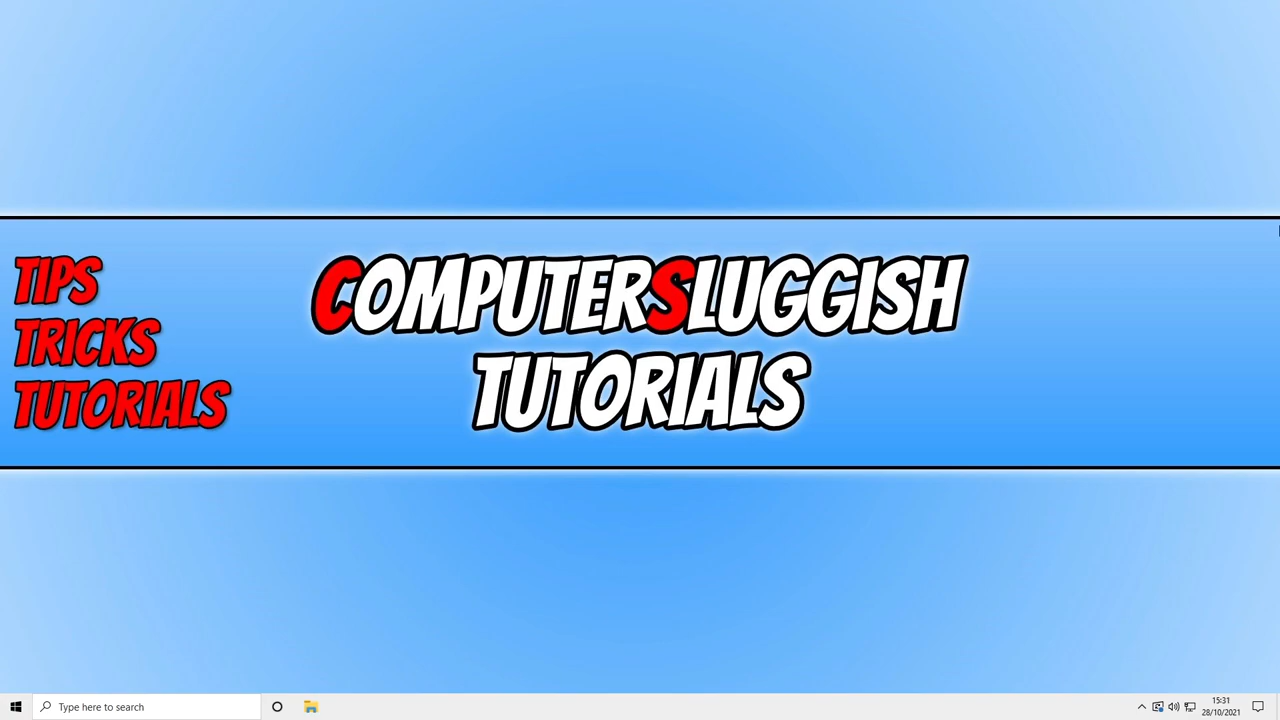 TIPS
TRICKS
TUTORIALS
COMPUTERSLUGGISH
TUTORIALS
Type here to search
15:31
28/10/2021